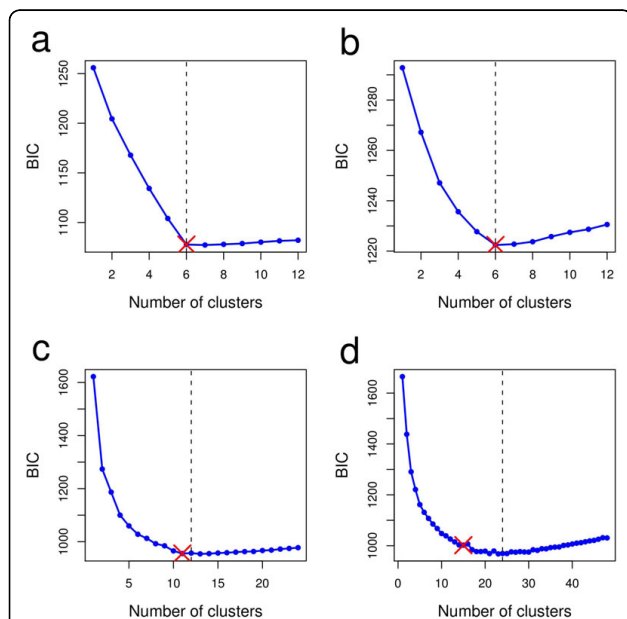 a
BIC
1250
1200
1150
1100
2 4 6 8 10 12
Number of clusters
b
BIC
1280
1260
1240
1220
2 4 6 8 10 12
Number of clusters
c
BIC
1600
1400
1200
1000
5 10 15 20
Number of clusters
d
BIC
1600
1400
1200
1000
0 10 20 30 40
Number of clusters